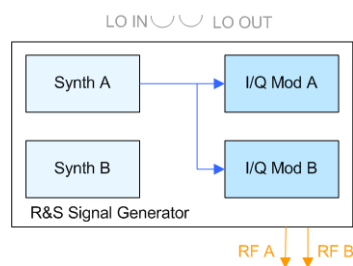 LO IN LO OUT
Synth A
I/Q Mod A
Synth B
I/Q Mod B
R&S Signal Generator
RF A
RF B